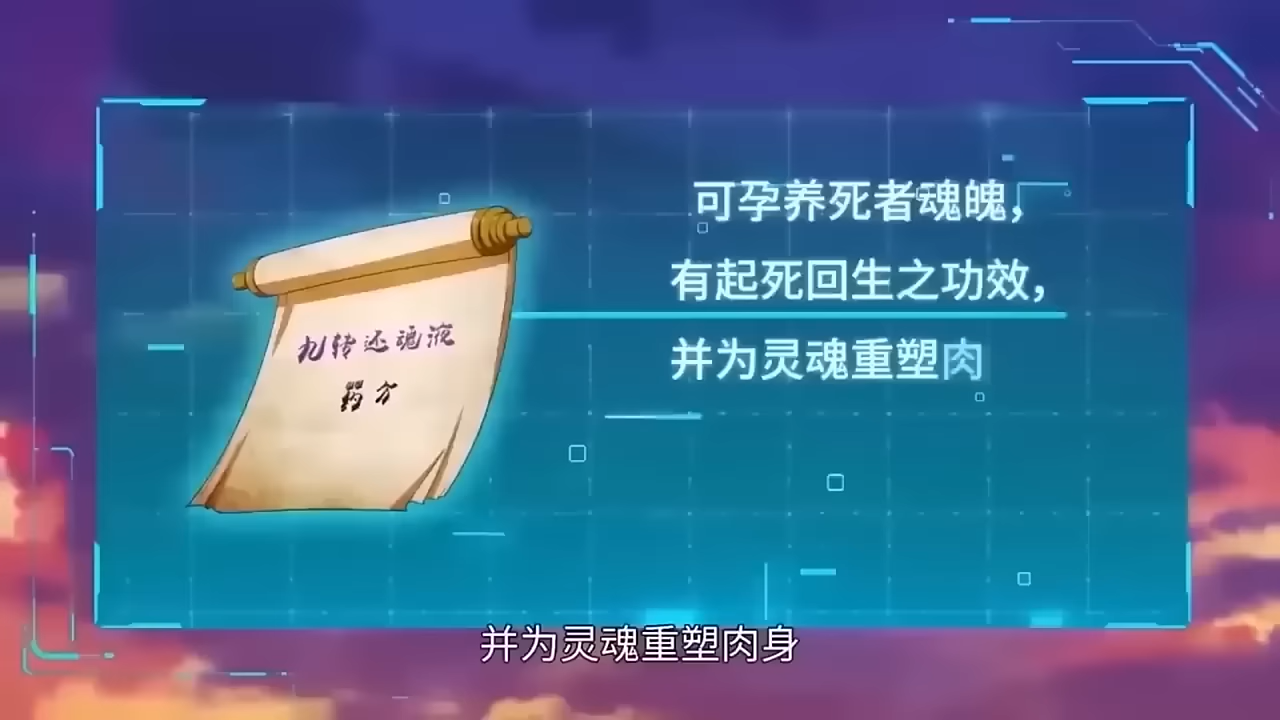 九转还魂液
药方
可孕养死者魂魄,
有起死回生之功效,
并为灵魂重塑肉
并为灵魂重塑肉身